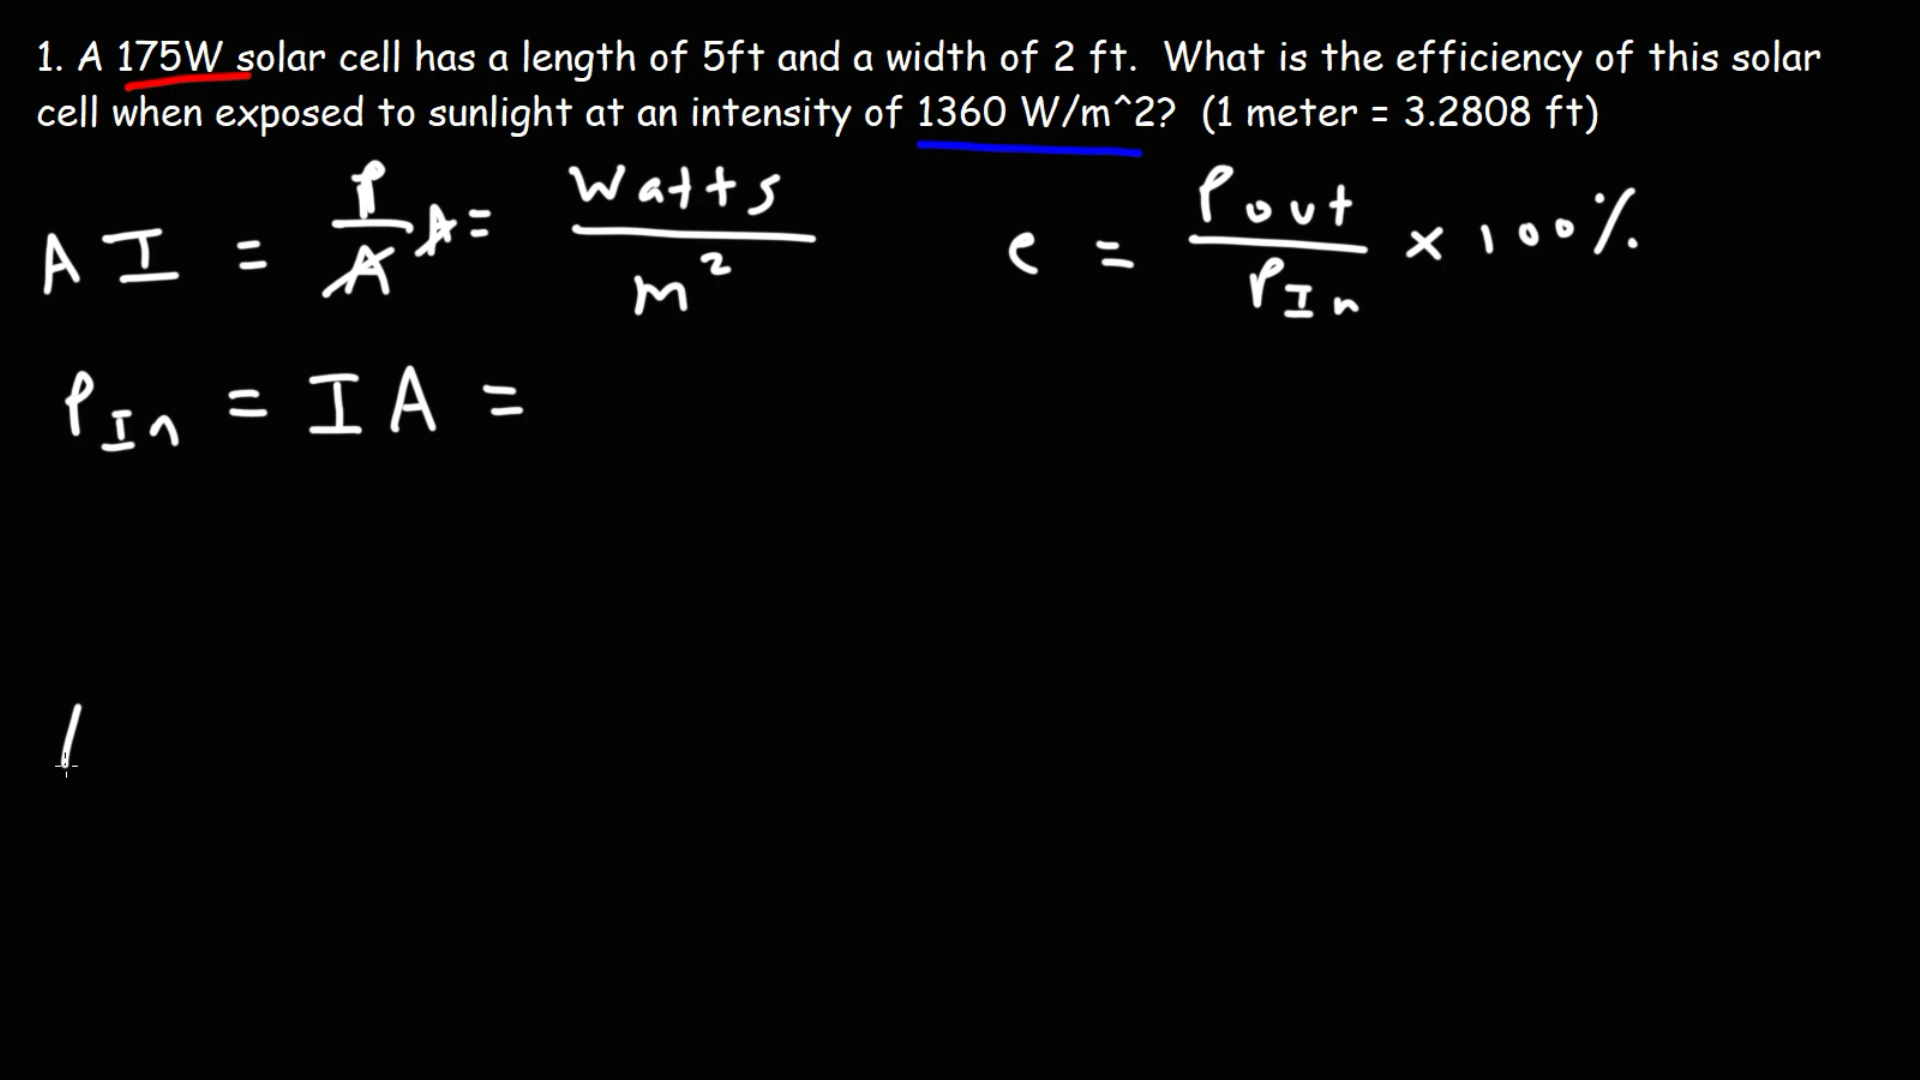 1. A 175W solar cell has a length of 5ft and a width of 2 ft. What is the efficiency of this solar
cell when exposed to sunlight at an intensity of 1360 W/m^2? (1 meter = 3.2808 ft)
A I = P/A A = Watts/m²
e = Pout/PIn × 100%
PIn = I A =